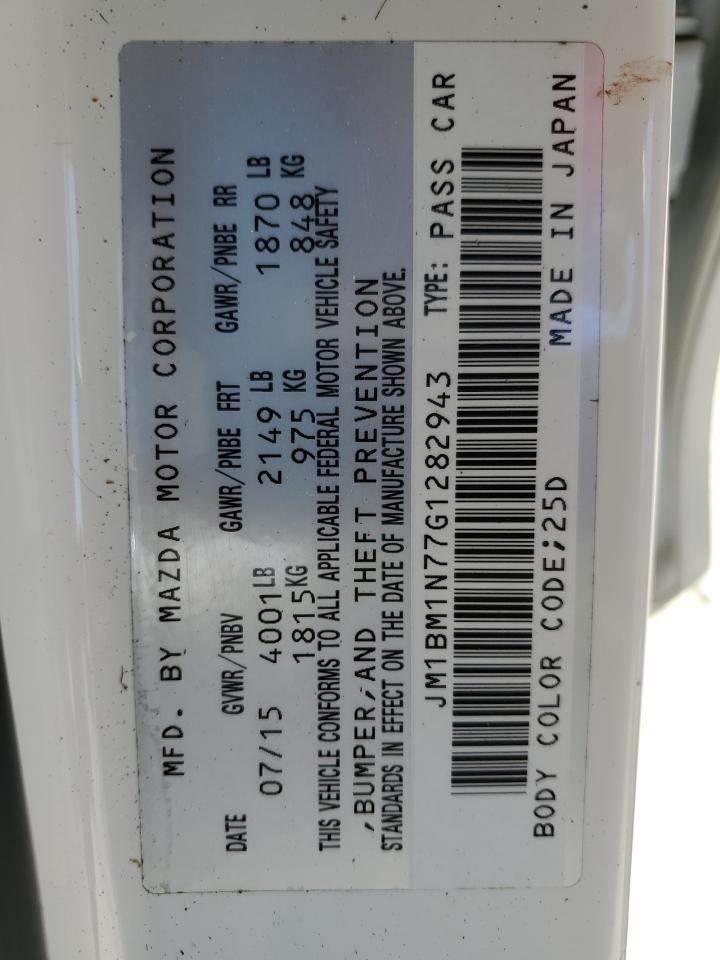 MFD. BY MAZDA MOTOR CORPORATION
DATE GVWR/PNBV GAWR/PNBE FRT GAWR/PNBE RR
07/15 4001LB 2149 LB 1870 LB
1815KG 975 KG 848 KG
THIS VEHICLE CONFORMS TO ALL APPLICABLE FEDERAL MOTOR VEHICLE SAFETY
,BUMPER,AND THEFT PREVENTION
STANDARDS IN EFFECT ON THE DATE OF MANUFACTURE SHOWN ABOVE.
JM1BM1N77G1282943 TYPE: PASS CAR
BODY COLOR CODE;25D MADE IN JAPAN